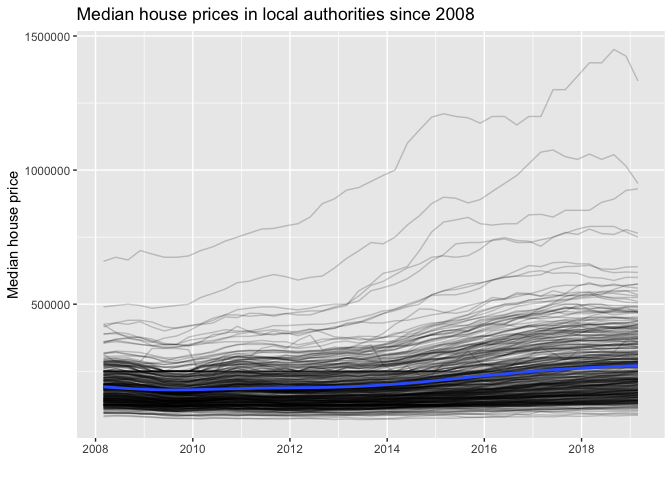 Median house prices in local authorities since 2008
1500000
1000000
500000
Median house price
2008 2010 2012 2014 2016 2018